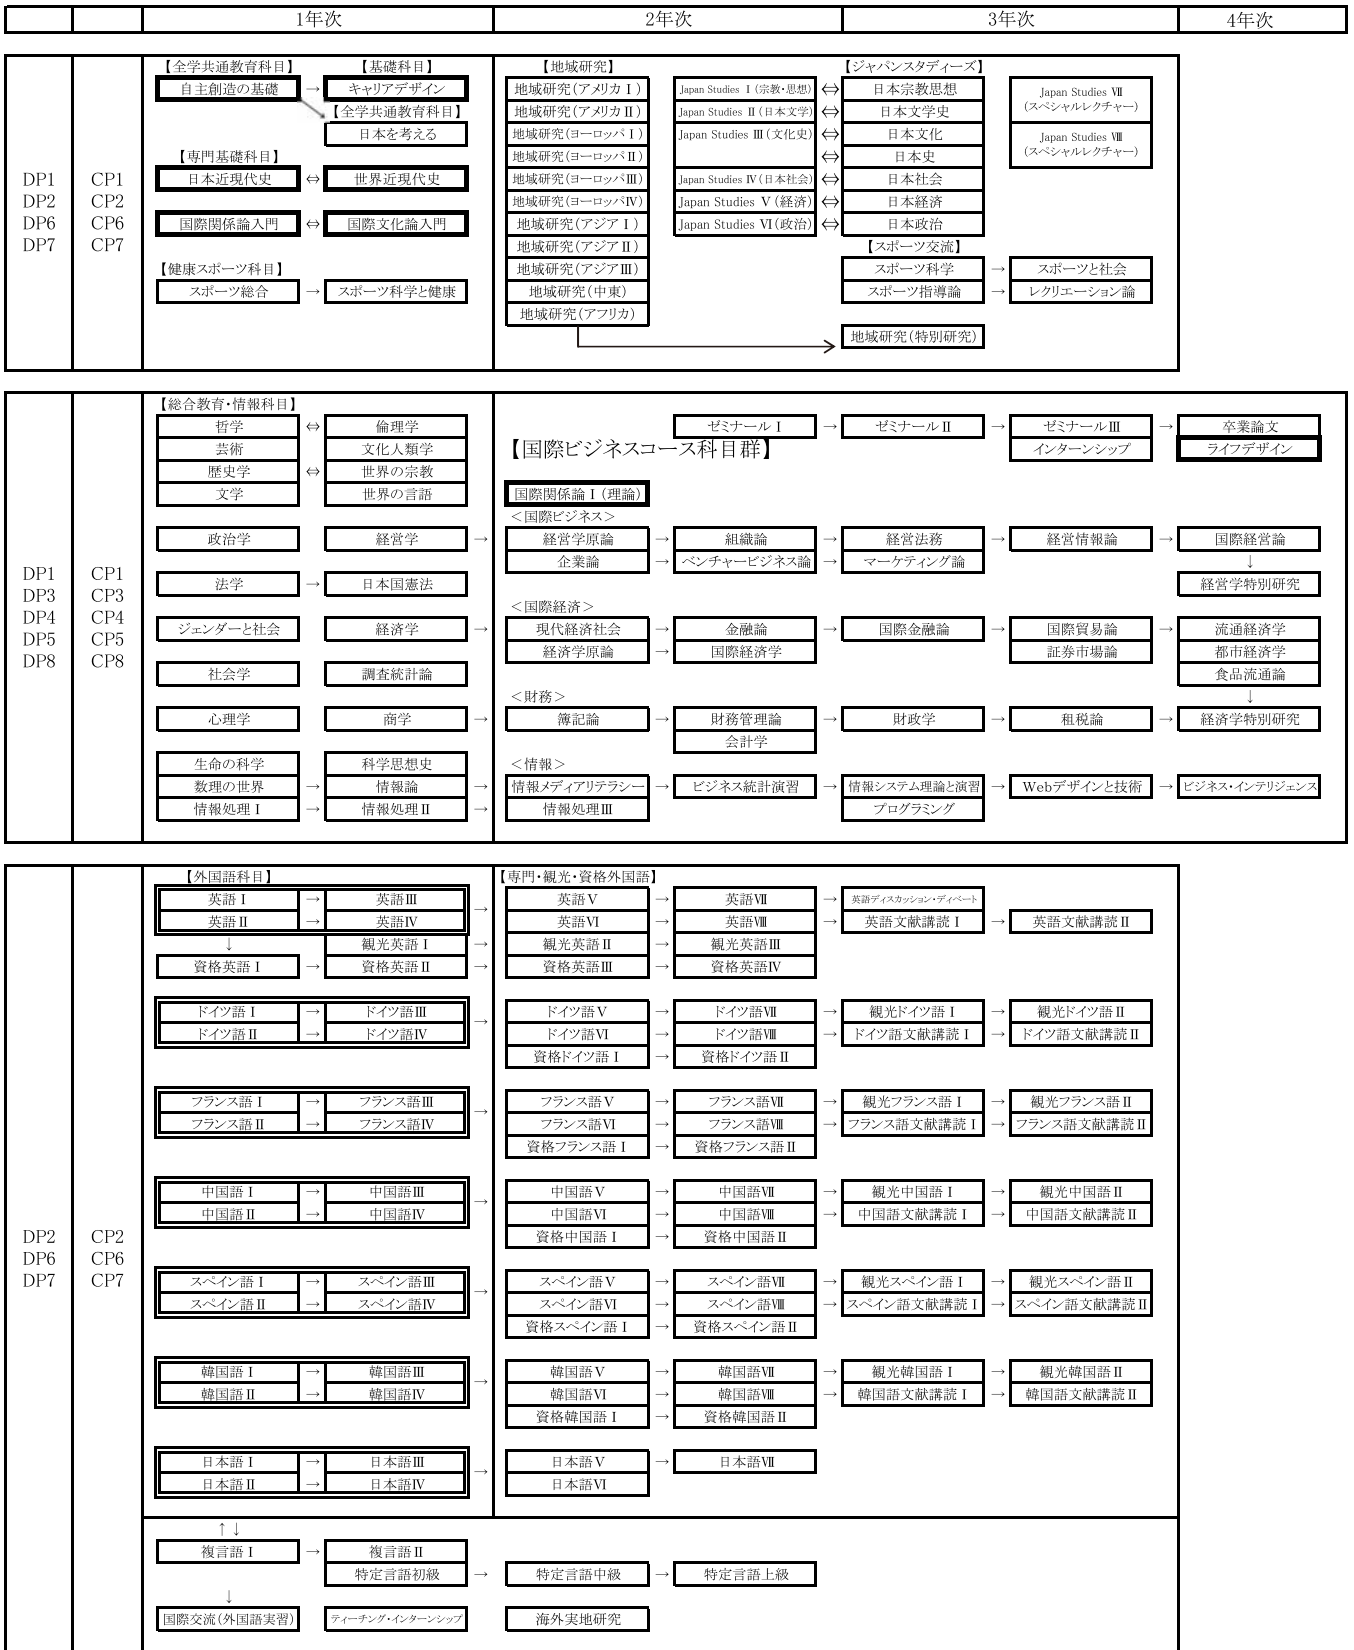 1年次 2年次 3年次 4年次
【全学共通教育科目】 【基礎科目】 【地域研究】 【ジャパンスタディーズ】
自主創造の基礎 → キャリアデザイン 地域研究(アメリカⅠ) Japan Studies Ⅰ(宗教・思想) ⇔ 日本宗教思想 Japan Studies Ⅶ
(スペシャルレクチャー)
【全学共通教育科目】 地域研究(アメリカⅡ) Japan Studies Ⅱ(日本文学) ⇔ 日本文学史
日本を考える 地域研究(ヨーロッパⅠ) Japan Studies Ⅲ(文化史) ⇔ 日本文化 Japan Studies Ⅷ
(スペシャルレクチャー)
【専門基礎科目】 地域研究(ヨーロッパⅡ) ⇔ 日本史
DP1 CP1 日本近現代史 ⇔ 世界近現代史 地域研究(ヨーロッパⅢ) Japan Studies Ⅳ(日本社会) ⇔ 日本社会
DP2 CP2 地域研究(ヨーロッパⅣ) Japan Studies Ⅴ(経済) ⇔ 日本経済
DP6 CP6 国際関係論入門 ⇔ 国際文化論入門 地域研究(アジアⅠ) Japan Studies Ⅵ(政治) ⇔ 日本政治
DP7 CP7 地域研究(アジアⅡ) 【スポーツ交流】
【健康スポーツ科目】 地域研究(アジアⅢ) スポーツ科学 → スポーツと社会
スポーツ総合 → スポーツ科学と健康 地域研究(中東) スポーツ指導論 → レクリエーション論
地域研究(アフリカ)
地域研究(特別研究)
【総合教育・情報科目】
哲学 ⇔ 倫理学 ゼミナールⅠ → ゼミナールⅡ → ゼミナールⅢ → 卒業論文
芸術 文化人類学 【国際ビジネスコース科目群】 インターンシップ ライフデザイン
歴史学 ⇔ 世界の宗教
文学 世界の言語 国際関係論Ⅰ(理論)
<国際ビジネス>
政治学 経営学 → 経営学原論 → 組織論 → 経営法務 → 経営情報論 → 国際経営論
企業論 → ベンチャービジネス論 → マーケティング論 ↓
DP1 CP1 法学 → 日本国憲法 経営学特別研究
DP3 CP3 <国際経済>
DP4 CP4 ジェンダーと社会 経済学 → 現代経済社会 → 金融論 → 国際金融論 → 国際貿易論 → 流通経済学
DP5 CP5 経済学原論 → 国際経済学 証券市場論 都市経済学
DP8 CP8 社会学 調査統計論 食品流通論
<財務> ↓
心理学 商学 → 簿記論 → 財務管理論 → 財政学 → 租税論 → 経済学特別研究
会計学
生命の科学 科学思想史 <情報>
数理の世界 → 情報論 → 情報メディアリテラシー → ビジネス統計演習 → 情報システム理論と演習 → Webデザインと技術 → ビジネス・インテリジェンス
情報処理Ⅰ → 情報処理Ⅱ → 情報処理Ⅲ プログラミング
【外国語科目】 【専門・観光・資格外国語】
英語Ⅰ → 英語Ⅲ → 英語Ⅴ → 英語Ⅶ → 英語ディスカッション・ディベート
英語Ⅱ → 英語Ⅳ 英語Ⅵ → 英語Ⅷ → 英語文献講読Ⅰ → 英語文献講読Ⅱ
↓ 観光英語Ⅰ → 観光英語Ⅱ → 観光英語Ⅲ
資格英語Ⅰ → 資格英語Ⅱ → 資格英語Ⅲ → 資格英語Ⅳ
ドイツ語Ⅰ → ドイツ語Ⅲ → ドイツ語Ⅴ → ドイツ語Ⅶ → 観光ドイツ語Ⅰ → 観光ドイツ語Ⅱ
ドイツ語Ⅱ → ドイツ語Ⅳ ドイツ語Ⅵ → ドイツ語Ⅷ → ドイツ語文献講読Ⅰ → ドイツ語文献講読Ⅱ
資格ドイツ語Ⅰ → 資格ドイツ語Ⅱ
フランス語Ⅰ → フランス語Ⅲ → フランス語Ⅴ → フランス語Ⅶ → 観光フランス語Ⅰ → 観光フランス語Ⅱ
フランス語Ⅱ → フランス語Ⅳ フランス語Ⅵ → フランス語Ⅷ → フランス語文献講読Ⅰ → フランス語文献講読Ⅱ
資格フランス語Ⅰ → 資格フランス語Ⅱ
中国語Ⅰ → 中国語Ⅲ → 中国語Ⅴ → 中国語Ⅶ → 観光中国語Ⅰ → 観光中国語Ⅱ
中国語Ⅱ → 中国語Ⅳ 中国語Ⅵ → 中国語Ⅷ → 中国語文献講読Ⅰ → 中国語文献講読Ⅱ
DP2 CP2 資格中国語Ⅰ → 資格中国語Ⅱ
DP6 CP6
DP7 CP7 スペイン語Ⅰ → スペイン語Ⅲ → スペイン語Ⅴ → スペイン語Ⅶ → 観光スペイン語Ⅰ → 観光スペイン語Ⅱ
スペイン語Ⅱ → スペイン語Ⅳ スペイン語Ⅵ → スペイン語Ⅷ → スペイン語文献講読Ⅰ → スペイン語文献講読Ⅱ
資格スペイン語Ⅰ → 資格スペイン語Ⅱ
韓国語Ⅰ → 韓国語Ⅲ → 韓国語Ⅴ → 韓国語Ⅶ → 観光韓国語Ⅰ → 観光韓国語Ⅱ
韓国語Ⅱ → 韓国語Ⅳ 韓国語Ⅵ → 韓国語Ⅷ → 韓国語文献講読Ⅰ → 韓国語文献講読Ⅱ
資格韓国語Ⅰ → 資格韓国語Ⅱ
日本語Ⅰ → 日本語Ⅲ → 日本語Ⅴ → 日本語Ⅶ
日本語Ⅱ → 日本語Ⅳ 日本語Ⅵ
↑↓
複言語Ⅰ → 複言語Ⅱ
特定言語初級 → 特定言語中級 → 特定言語上級
↓
国際交流(外国語実習) ティーチング・インターンシップ 海外実地研究